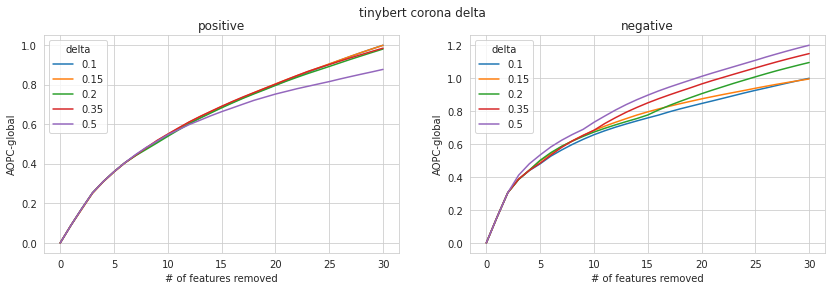 tinybert corona delta
positive
AOPC-global
1.0
0.8
0.6
0.4
0.2
0.0
delta
0.1
0.15
0.2
0.35
0.5
0 5 10 15 20 25 30
# of features removed
negative
AOPC-global
1.2
1.0
0.8
0.6
0.4
0.2
0.0
delta
0.1
0.15
0.2
0.35
0.5
0 5 10 15 20 25 30
# of features removed